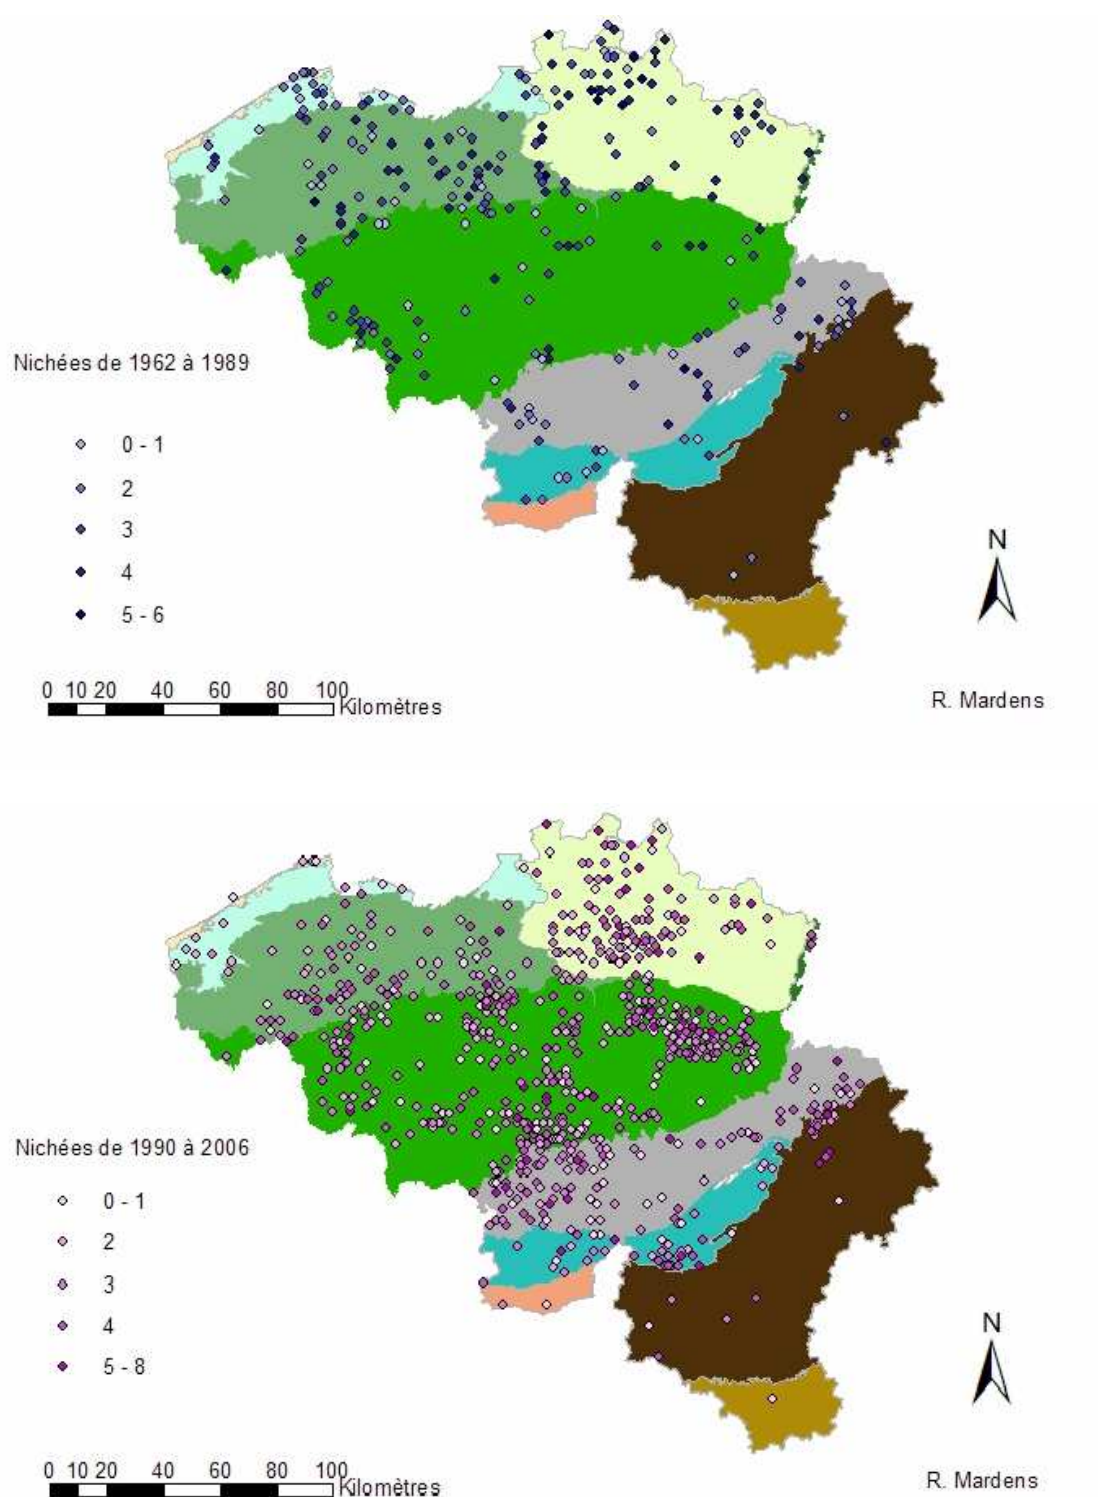 Nichées de 1962 à 1989
0 - 1
2
3
4
5 - 6
N
0 10 20 40 60 80 100
Kilomètres
R. Mardens
Nichées de 1990 à 2006
0 - 1
2
3
4
5 - 8
N
0 10 20 40 60 80 100
Kilomètres
R. Mardens